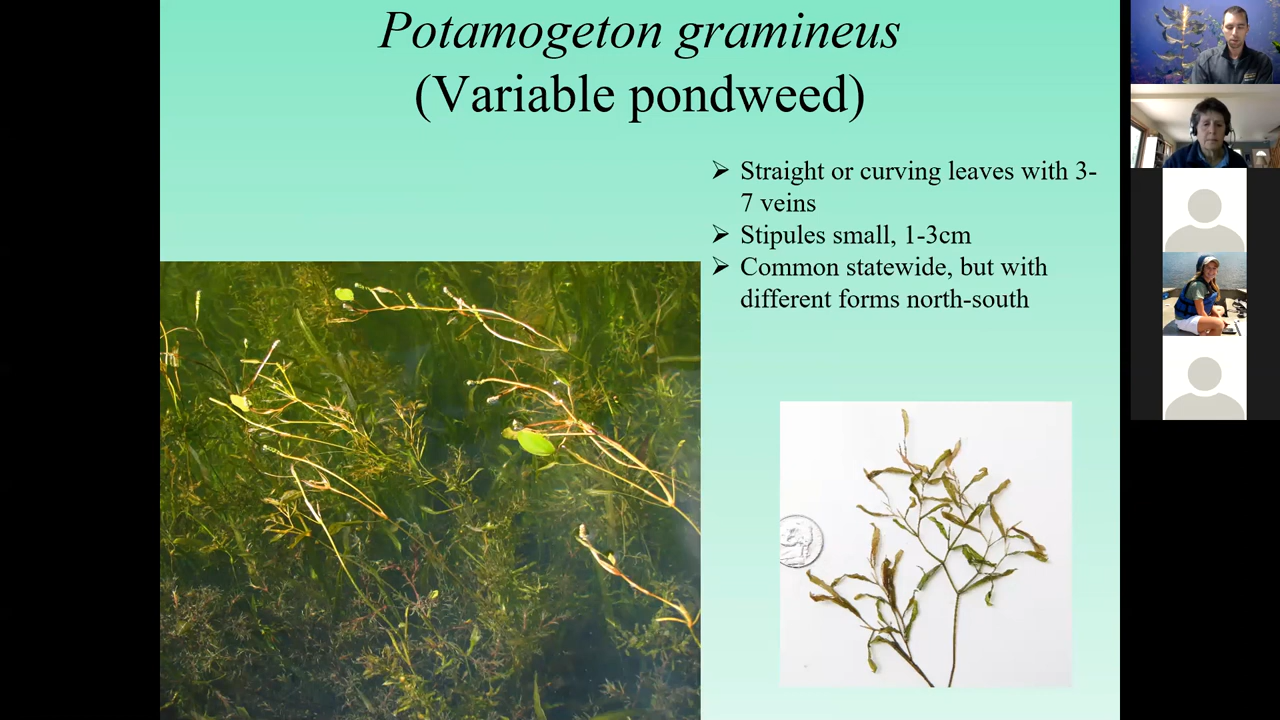 Potamogeton gramineus
(Variable pondweed)
➢ Straight or curving leaves with 3-
7 veins
➢ Stipules small, 1-3cm
➢ Common statewide, but with
different forms north-south